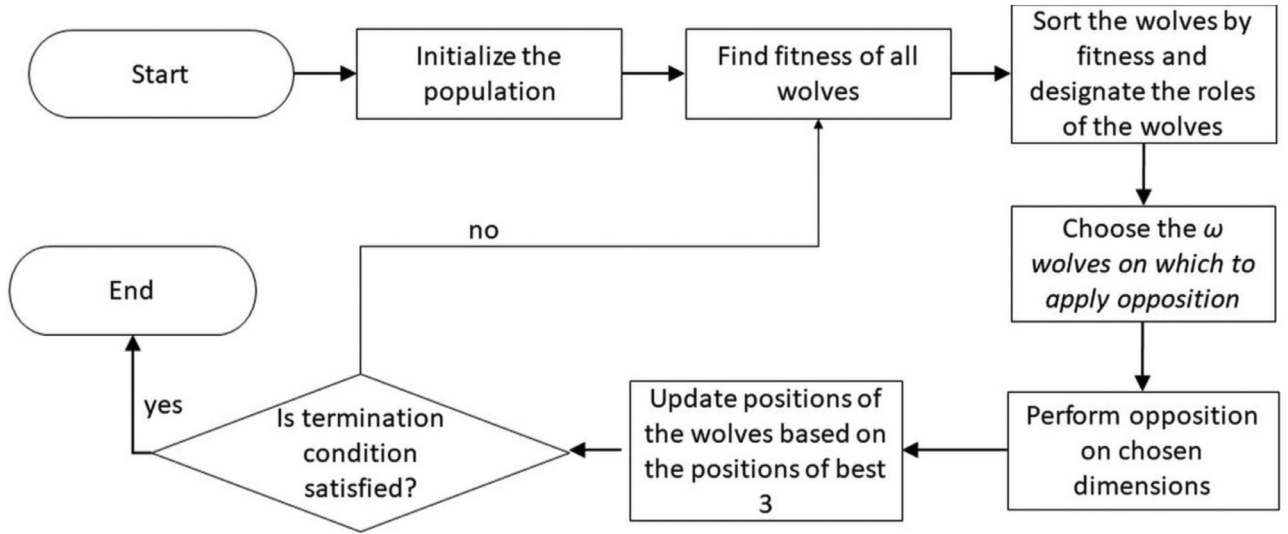 Start
Initialize the
population
Find fitness of all
wolves
Sort the wolves by
fitness and
designate the roles
of the wolves
Choose the ω
wolves on which to
apply opposition
Perform opposition
on chosen
dimensions
Update positions of
the wolves based on
the positions of best
3
Is termination
condition
satisfied?
no
yes
End